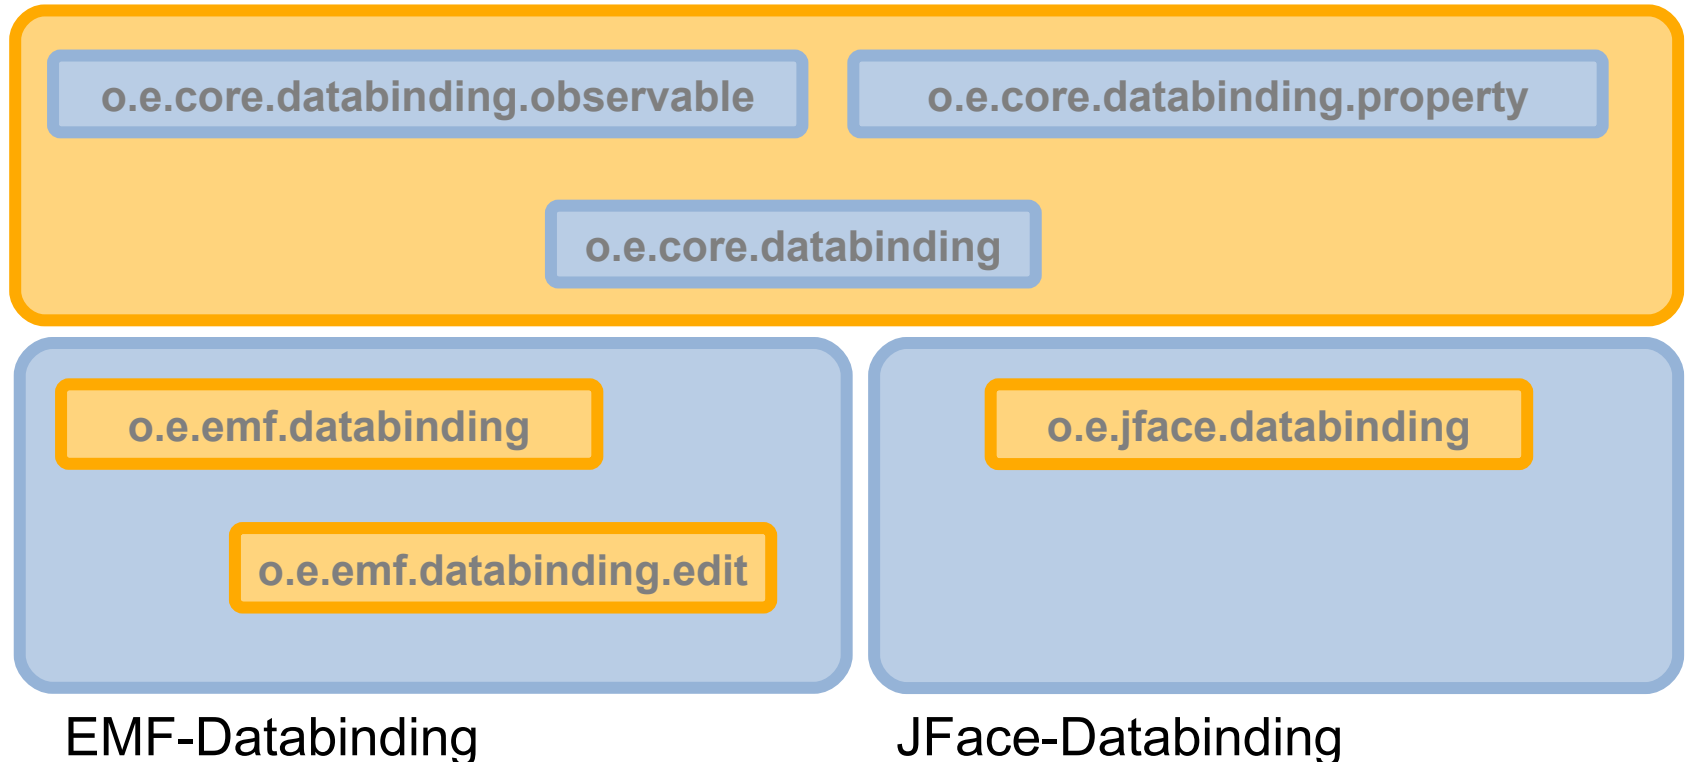 o.e.core.databinding.observable
o.e.core.databinding.property
o.e.core.databinding
o.e.emf.databinding
o.e.emf.databinding.edit
o.e.jface.databinding
EMF-Databinding
JFace-Databinding